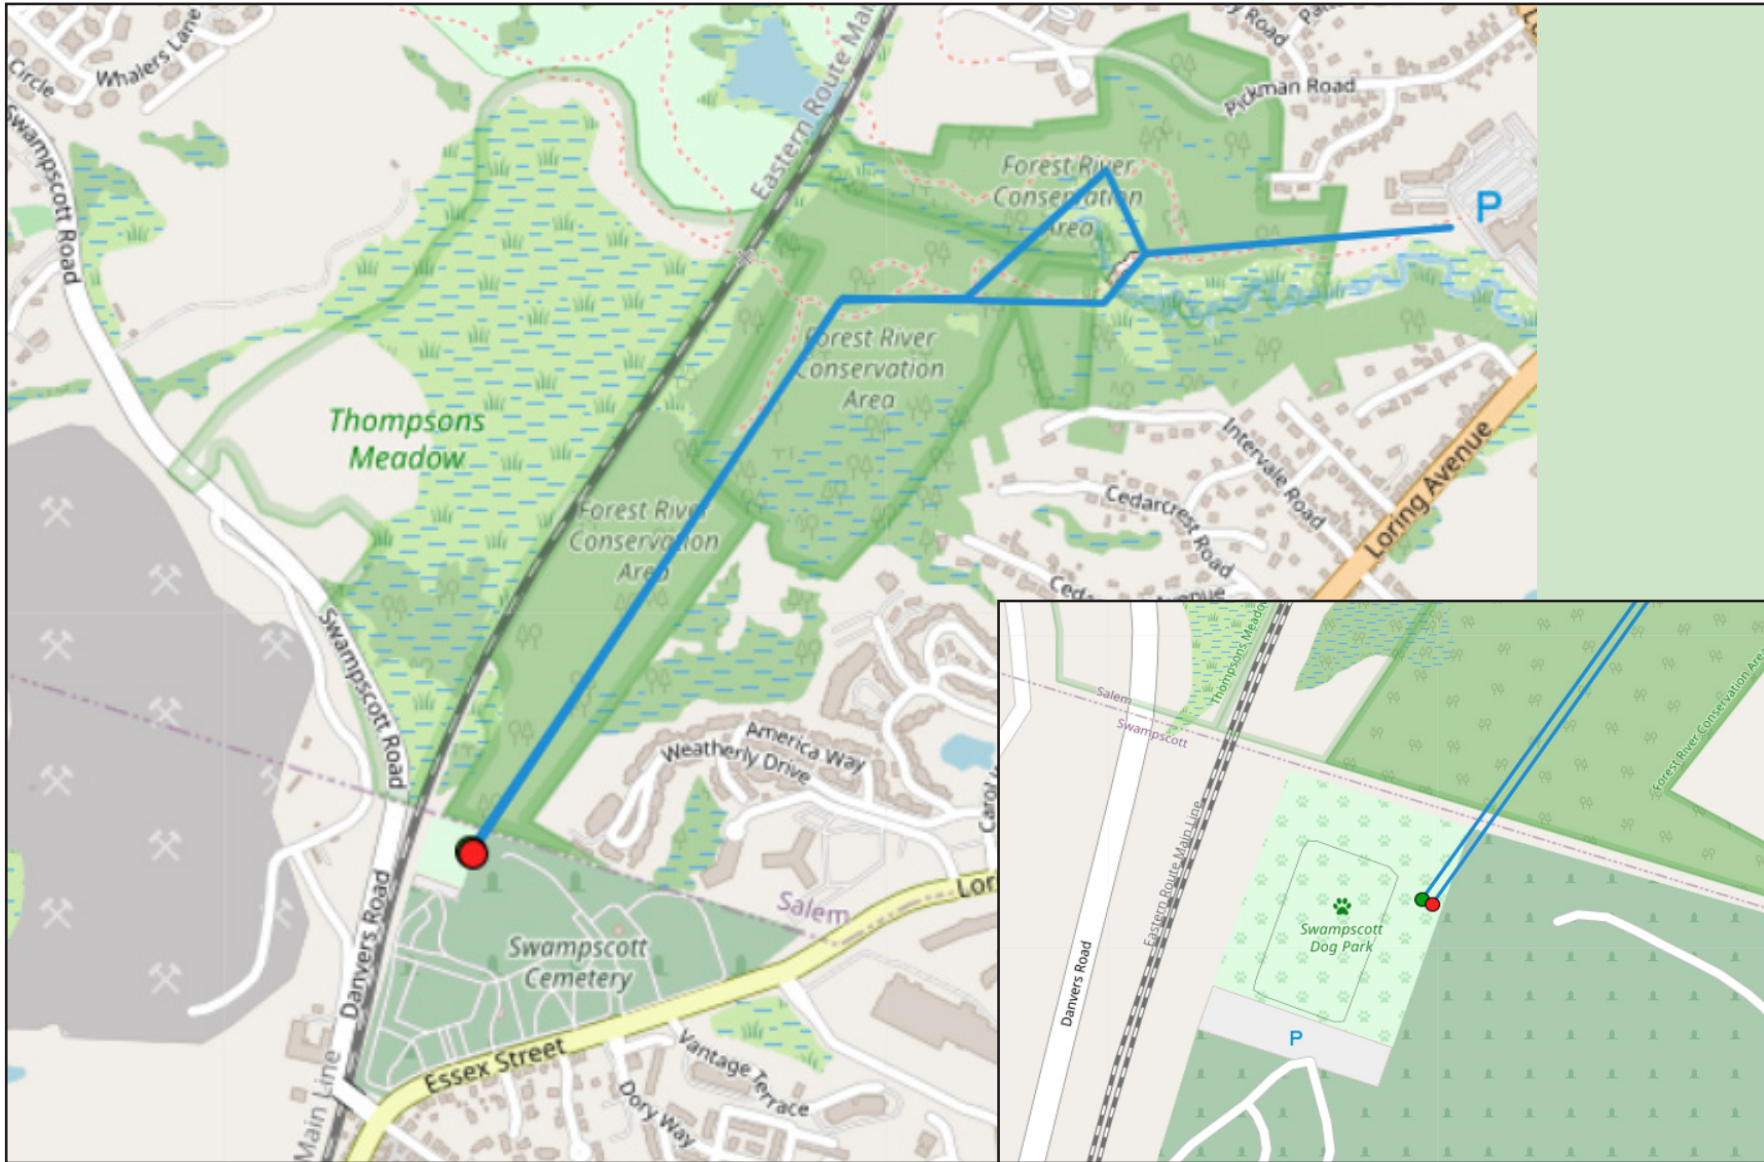 Circle
Whalers Lane
Swampscott Road
Eastern Route Mai
y Road
Pickman Road
P
Forest River
Conservation
Area
Forest River
Conservation
Area
Thompsons
Meadow
Forest River
Conservation
Area
Intervale Road
Cedarcrest Road
Loring Avenue
Swampscott Road
America Way
Weatherly Drive
Salem
Lor
Swampscott
Cemetery
Danvers Road
Main Line
Essex Street
Vantage Terrace
Dory Way
Salem
Swampscott
Thompsons Meadow
Forest River Conservation Area
Eastern Route Main Line
Danvers Road
Swampscott
Dog Park
P